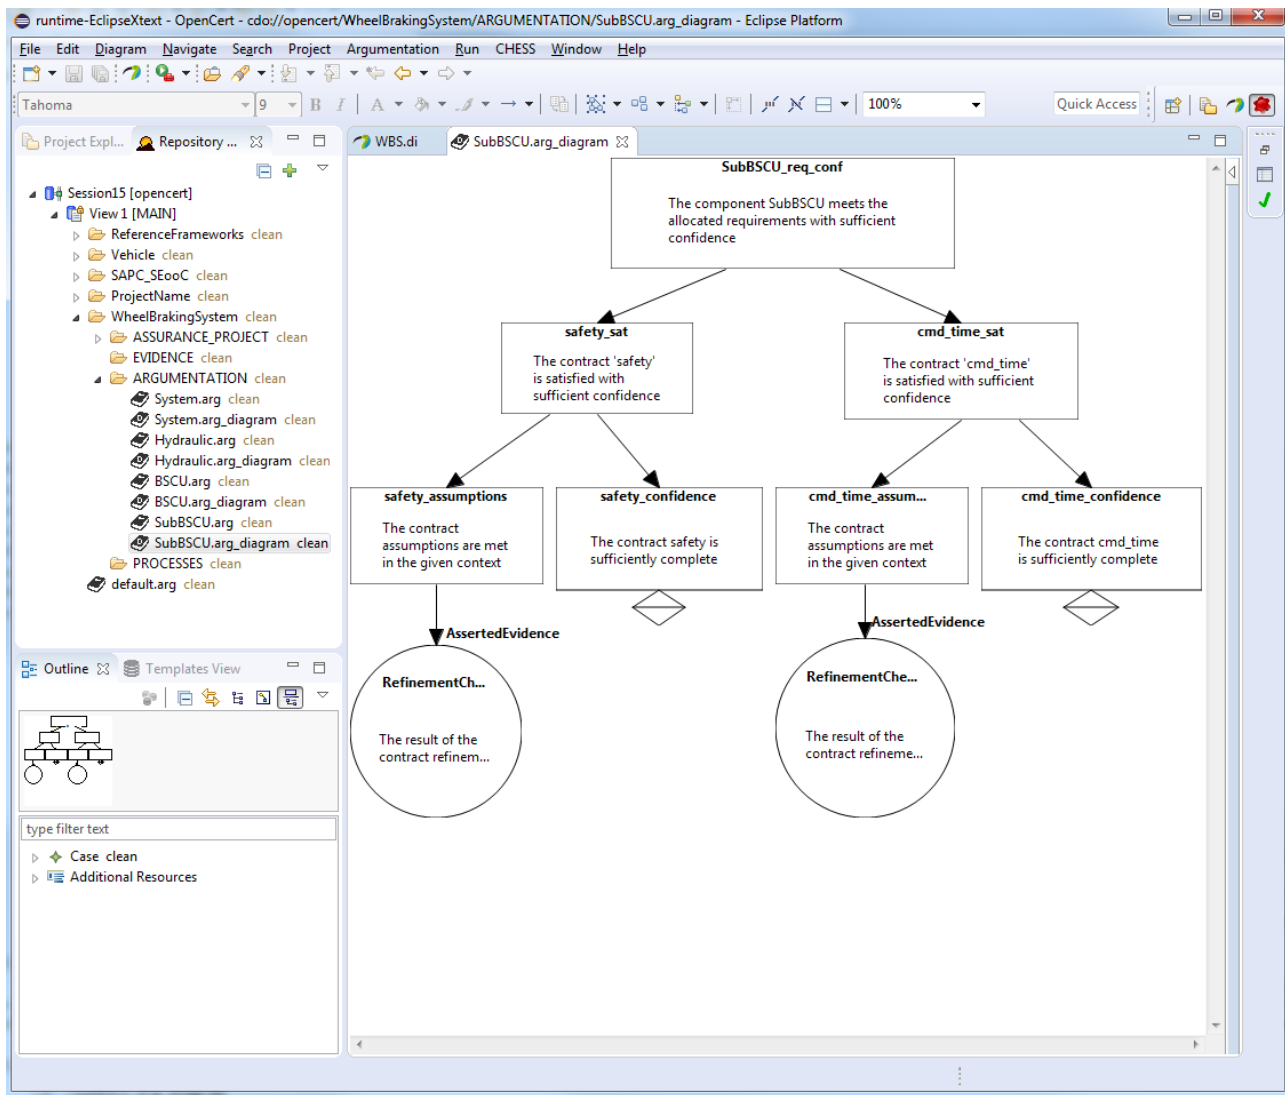 runtime-EclipseXtext - OpenCert - cdo://opencert/WheelBrakingSystem/ARGUMENTATION/SubBSCU.arg_diagram - Eclipse Platform
File Edit Diagram Navigate Search Project Argumentation Run CHESS Window Help
Tahoma 9 B I A 100% Quick Access
Project Expl... Repository ...
Session15 [opencert]
View 1 [MAIN]
ReferenceFrameworks clean
Vehicle clean
SAPC_SEooC clean
ProjectName clean
WheelBrakingSystem clean
ASSURANCE_PROJECT clean
EVIDENCE clean
ARGUMENTATION clean
System.arg clean
System.arg_diagram clean
Hydraulic.arg clean
Hydraulic.arg_diagram clean
BSCU.arg clean
BSCU.arg_diagram clean
SubBSCU.arg clean
SubBSCU.arg_diagram clean
PROCESSES clean
default.arg clean
Outline Templates View
type filter text
Case clean
Additional Resources
WBS.di SubBSCU.arg_diagram
SubBSCU_req_conf
The component SubBSCU meets the
allocated requirements with sufficient
confidence
safety_sat
The contract 'safety'
is satisfied with
sufficient confidence
cmd_time_sat
The contract 'cmd_time'
is satisfied with sufficient
confidence
safety_assumptions
The contract
assumptions are met
in the given context
safety_confidence
The contract safety is
sufficiently complete
cmd_time_assum...
The contract
assumptions are met
in the given context
cmd_time_confidence
The contract cmd_time
is sufficiently complete
AssertedEvidence
AssertedEvidence
RefinementCh...
The result of the
contract refinem...
RefinementChe...
The result of the
contract refineme...